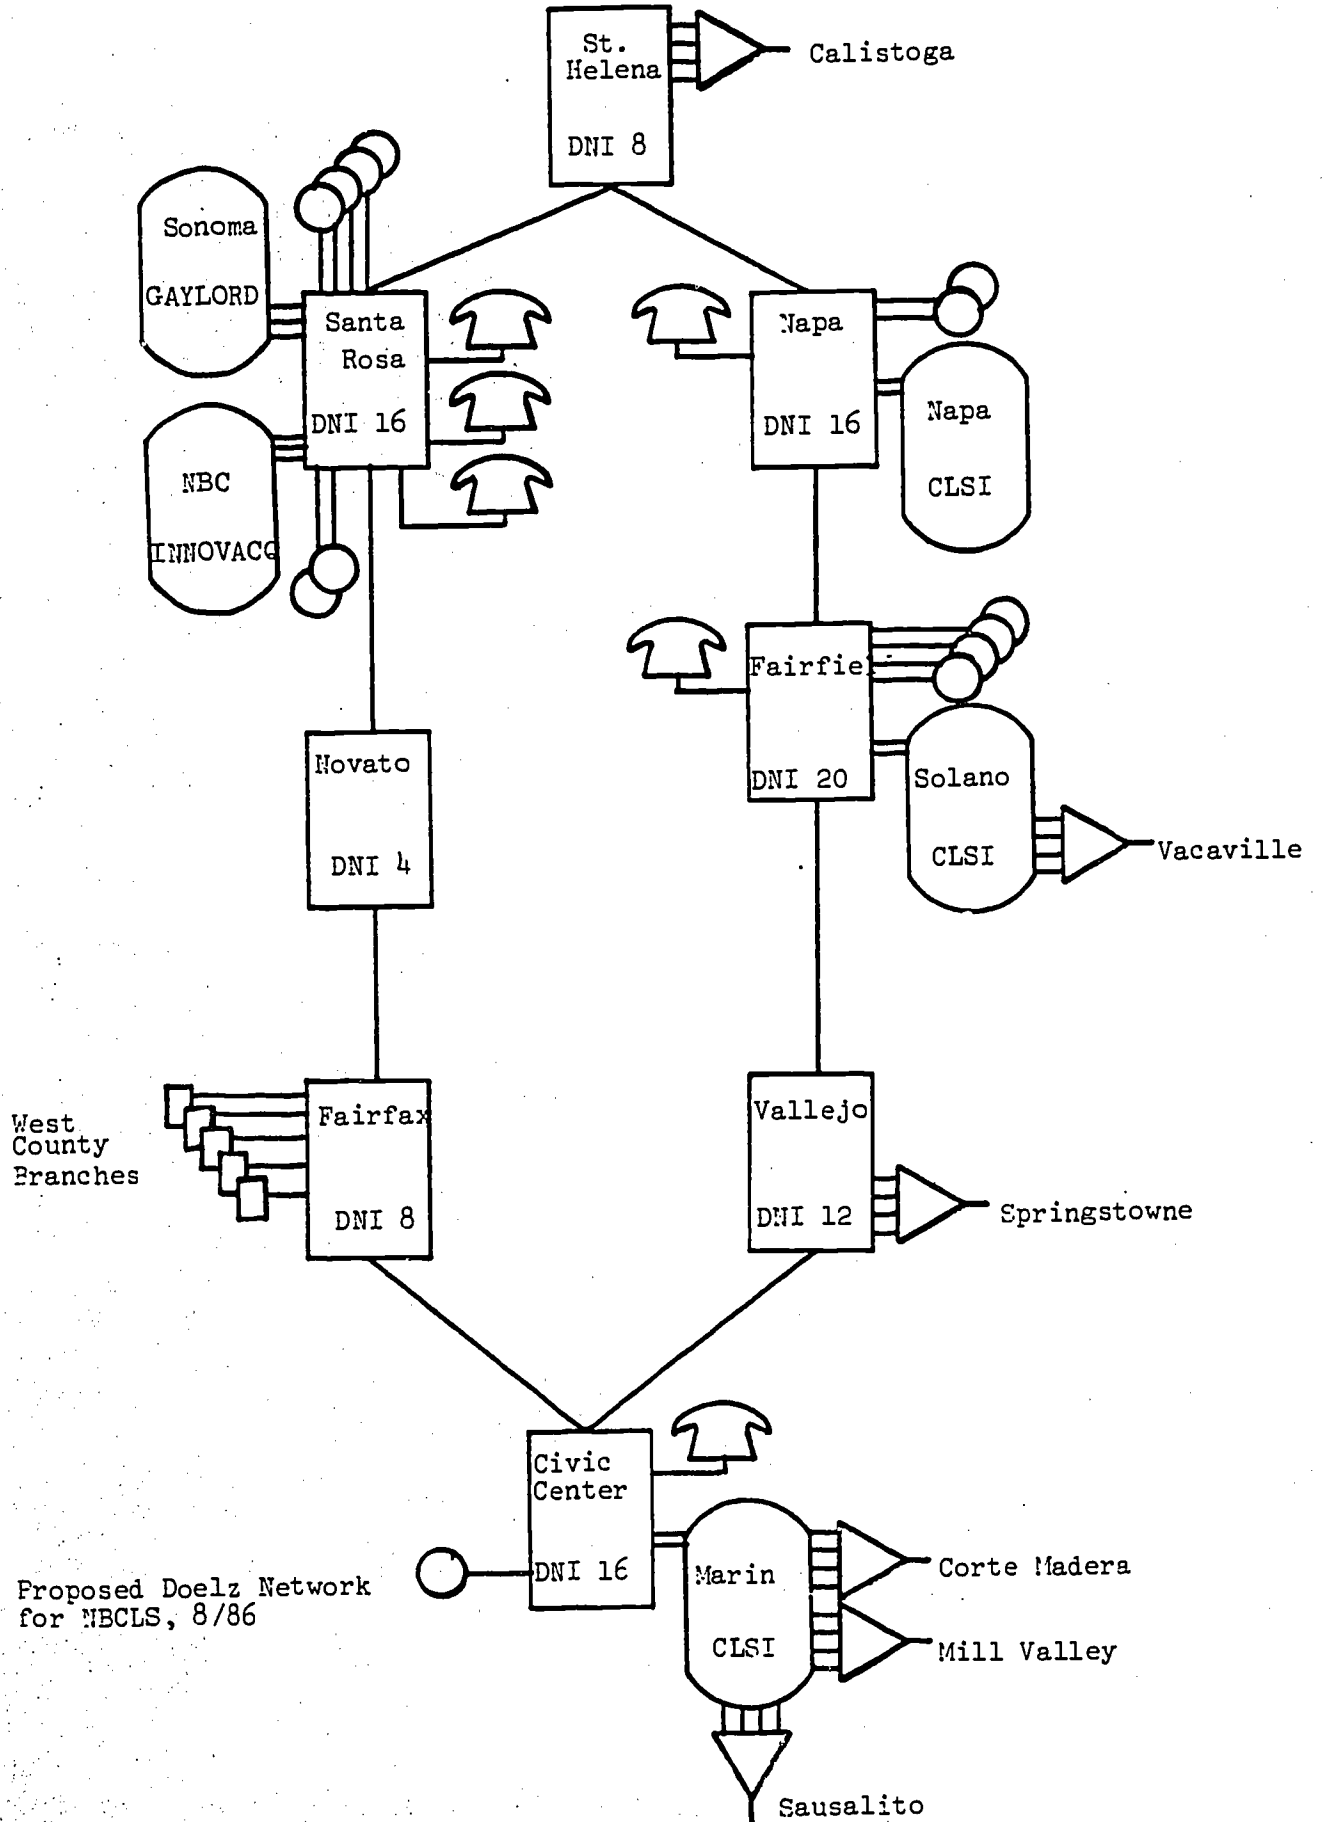 St.
Helena
DNI 8
Calistoga
Sonoma
GAYLORD
Santa
Rosa
DNI 16
NBC
INNOVACQ
Napa
DNI 16
Napa
CLSI
Fairfiel
DNI 20
Solano
CLSI
Vacaville
Novato
DNI 4
West
County
Branches
Fairfax
DNI 8
Vallejo
DNI 12
Springstowne
Civic
Center
DNI 16
Marin
CLSI
Corte Madera
Mill Valley
Sausalito
Proposed Doelz Network
for NBCLS, 8/86